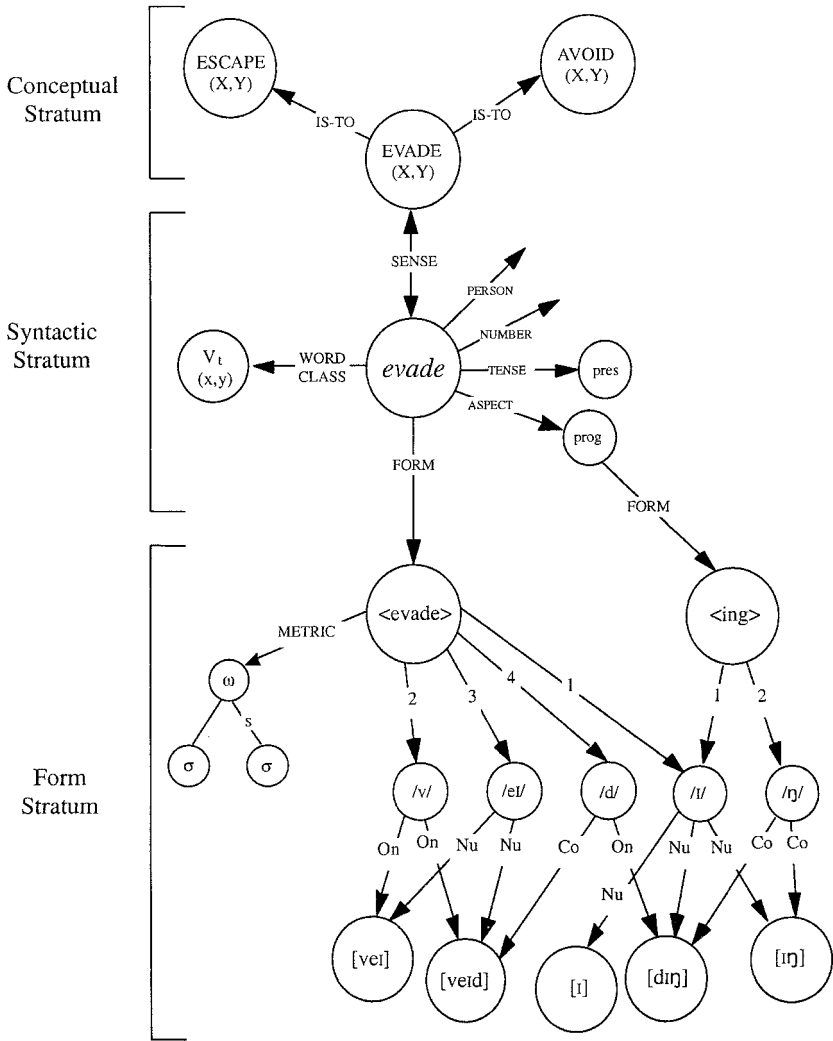 Conceptual
Stratum
ESCAPE
(X,Y)
AVOID
(X,Y)
IS-TO
IS-TO
EVADE
(X,Y)
SENSE
Syntactic
Stratum
PERSON
NUMBER
Vt
(x,y)
WORD
CLASS
evade
TENSE
pres
ASPECT
prog
FORM
FORM
Form
Stratum
<evade>
<ing>
METRIC
ω
s
σ
σ
2
3
4
1
1
2
/v/
/eɪ/
/d/
/ɪ/
/ŋ/
On
On
Nu
Nu
Co
On
Nu
Nu
Nu
Co
Co
[veɪ]
[veɪd]
[ɪ]
[dɪŋ]
[ɪŋ]